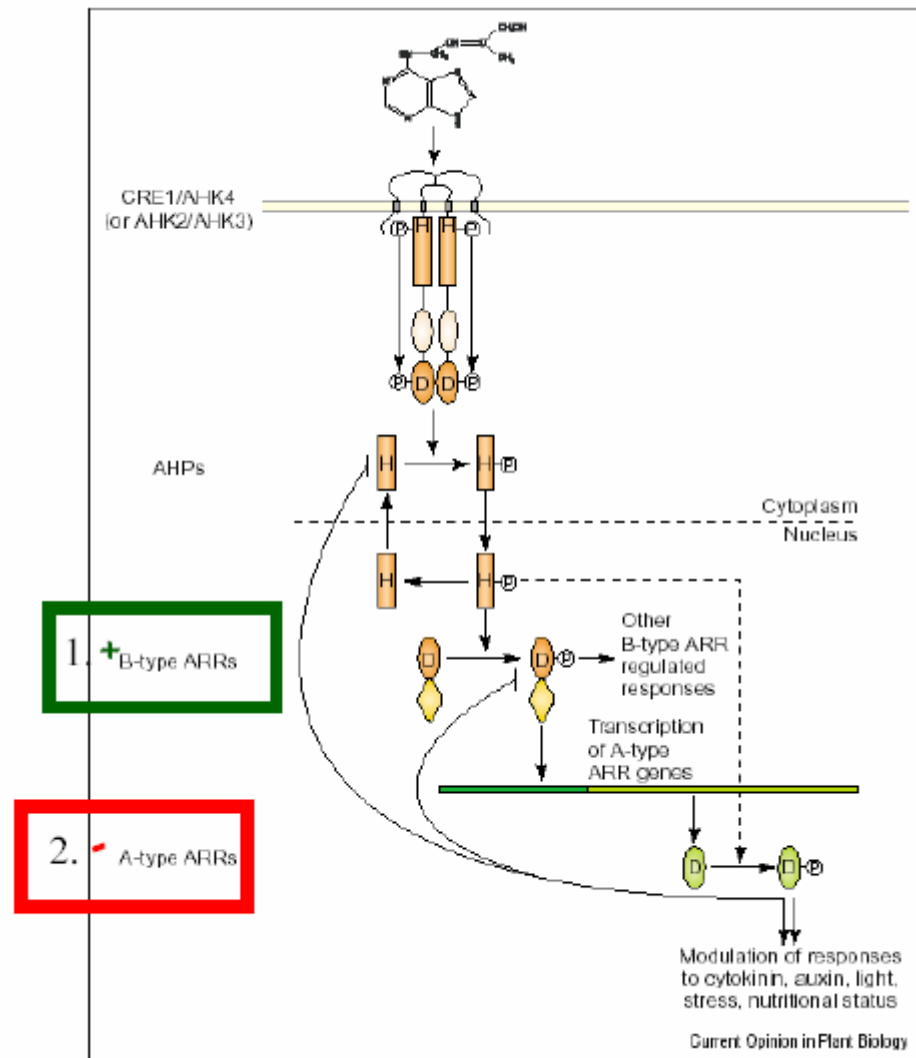 CH₂OH
CH₃
CRE1/AHK4
(or AHK2/AHK3)
P H H P
P D D P
AHPs
H H P
Cytoplasm
Nucleus
H H P
1. + B-type ARRs
D D P
Other
B-type ARR
regulated
responses
Transcription
of A-type
ARR genes
2. - A-type ARRs
D D P
Modulation of responses
to cytokinin, auxin, light,
stress, nutritional status
Current Opinion in Plant Biology